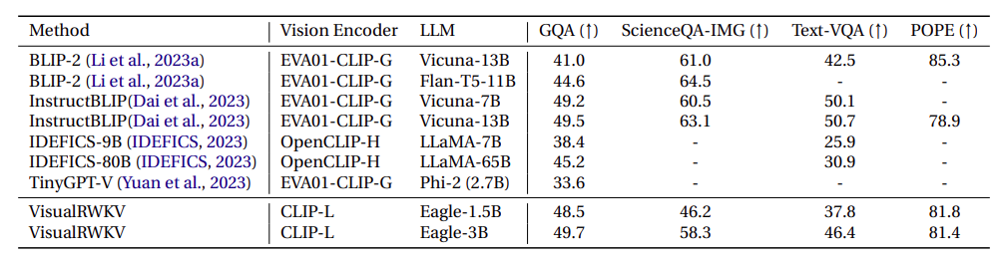 Method Vision Encoder LLM GQA (↑) ScienceQA-IMG (↑) Text-VQA (↑) POPE (↑)
BLIP-2 (Li et al., 2023a) EVA01-CLIP-G Vicuna-13B 41.0 61.0 42.5 85.3
BLIP-2 (Li et al., 2023a) EVA01-CLIP-G Flan-T5-11B 44.6 64.5 - -
InstructBLIP(Dai et al., 2023) EVA01-CLIP-G Vicuna-7B 49.2 60.5 50.1 -
InstructBLIP(Dai et al., 2023) EVA01-CLIP-G Vicuna-13B 49.5 63.1 50.7 78.9
IDEFICS-9B (IDEFICS, 2023) OpenCLIP-H LLaMA-7B 38.4 - 25.9 -
IDEFICS-80B (IDEFICS, 2023) OpenCLIP-H LLaMA-65B 45.2 - 30.9 -
TinyGPT-V (Yuan et al., 2023) EVA01-CLIP-G Phi-2 (2.7B) 33.6 - - -
VisualRWKV CLIP-L Eagle-1.5B 48.5 46.2 37.8 81.8
VisualRWKV CLIP-L Eagle-3B 49.7 58.3 46.4 81.4